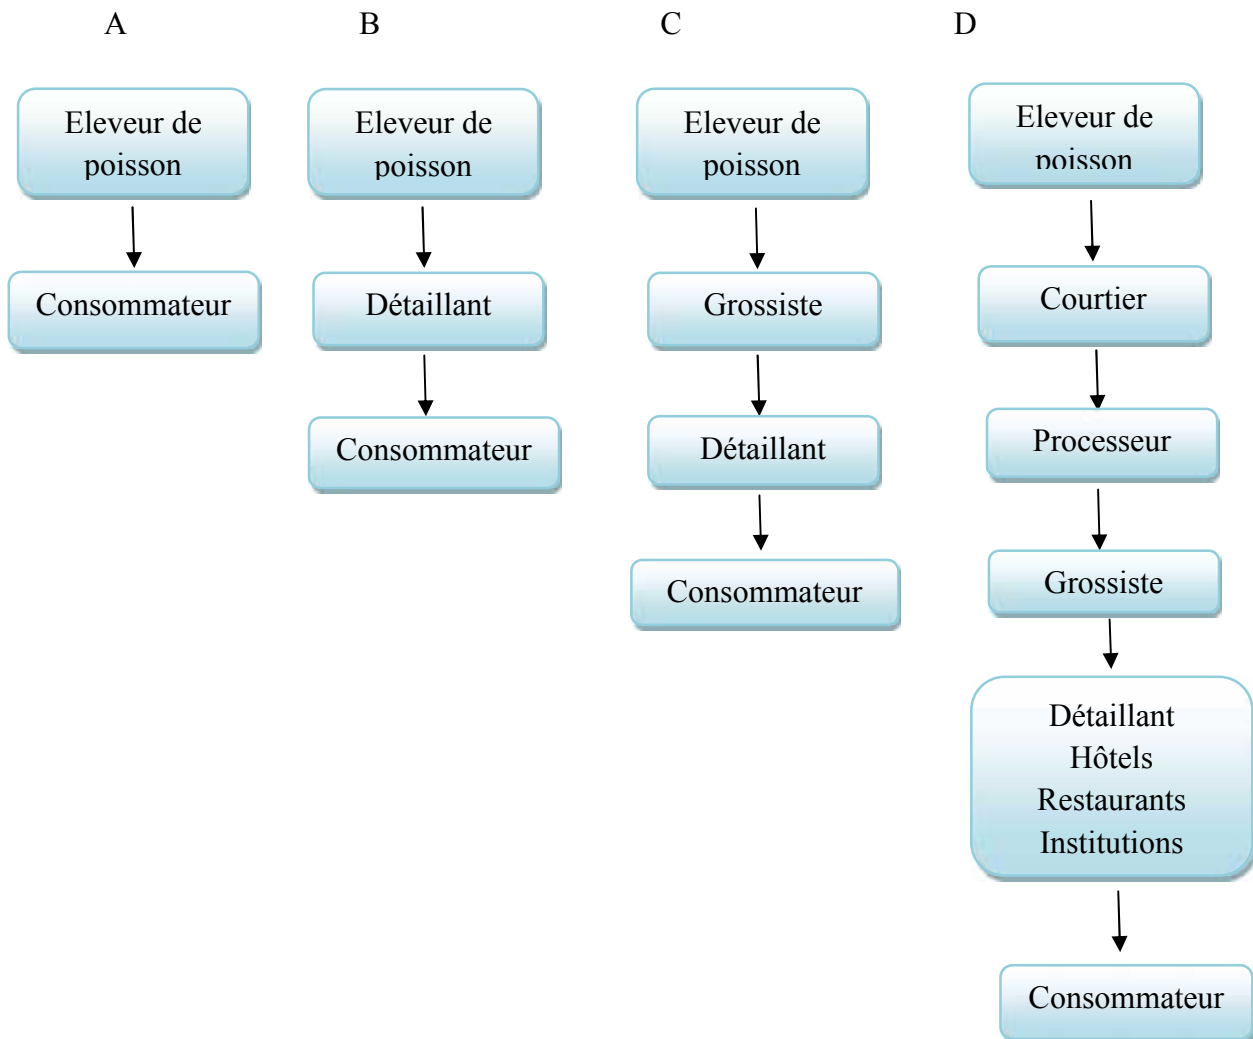 A
B
C
D
Eleveur de
poisson
Consommateur
Eleveur de
poisson
Détaillant
Consommateur
Eleveur de
poisson
Grossiste
Détaillant
Consommateur
Eleveur de
poisson
Courtier
Processeur
Grossiste
Détaillant
Hôtels
Restaurants
Institutions
Consommateur